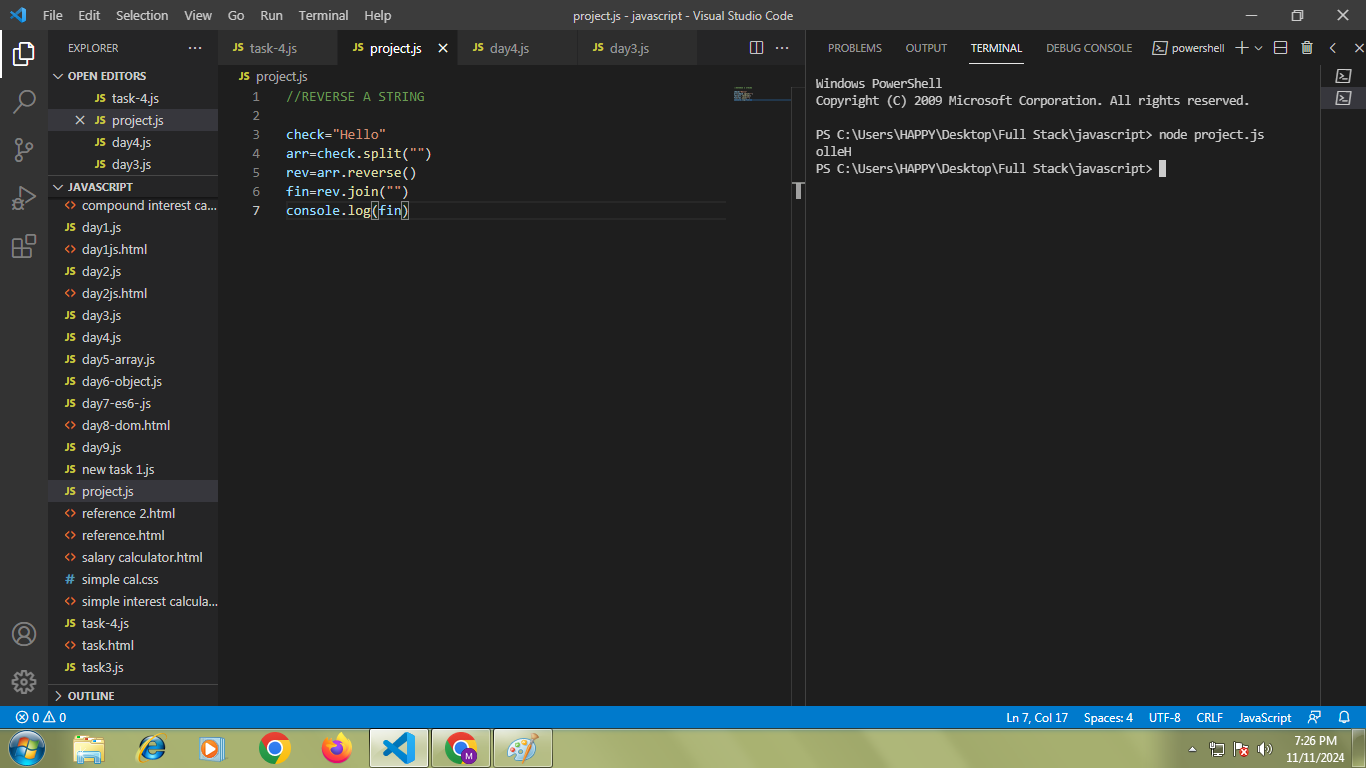 File Edit Selection View Go Run Terminal Help
project.js - javascript - Visual Studio Code
EXPLORER
OPEN EDITORS
JS task-4.js
JS project.js
JS day4.js
JS day3.js
JAVASCRIPT
<> compound interest ca...
JS day1.js
<> day1js.html
JS day2.js
<> day2js.html
JS day3.js
JS day4.js
JS day5-array.js
JS day6-object.js
JS day7-es6-.js
<> day8-dom.html
JS day9.js
JS new task 1.js
JS project.js
<> reference 2.html
<> reference.html
<> salary calculator.html
# simple cal.css
<> simple interest calcula...
JS task-4.js
<> task.html
JS task3.js
OUTLINE
JS task-4.js JS project.js JS day4.js JS day3.js
JS project.js
1 //REVERSE A STRING
2
3 check="Hello"
4 arr=check.split("")
5 rev=arr.reverse()
6 fin=rev.join("")
7 console.log(fin)
PROBLEMS OUTPUT TERMINAL DEBUG CONSOLE powershell
Windows PowerShell
Copyright (C) 2009 Microsoft Corporation. All rights reserved.
PS C:\Users\HAPPY\Desktop\Full Stack\javascript> node project.js
olleH
PS C:\Users\HAPPY\Desktop\Full Stack\javascript>
0 0
Ln 7, Col 17 Spaces: 4 UTF-8 CRLF JavaScript
M
7:26 PM
11/11/2024